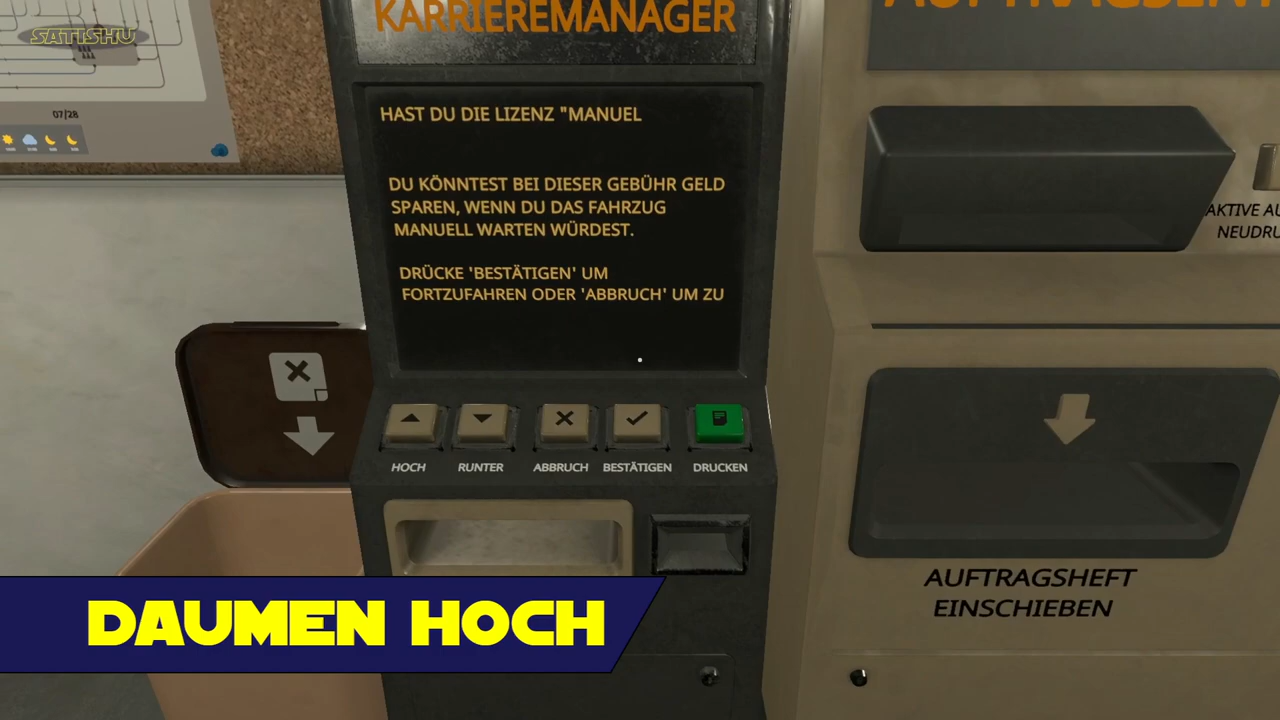 SATISHU
07/28
KARRIEREMANAGER
HAST DU DIE LIZENZ "MANUEL
DU KÖNNTEST BEI DIESER GEBÜHR GELD
SPAREN, WENN DU DAS FAHRZUG
MANUELL WARTEN WÜRDEST.
DRÜCKE 'BESTÄTIGEN' UM
FORTZUFAHREN ODER 'ABBRUCH' UM ZU
HOCH
RUNTER
ABBRUCH
BESTÄTIGEN
DRUCKEN
AKTIVE AU
NEUDRU
AUFTRAGSHEFT
EINSCHIEBEN
DAUMEN HOCH